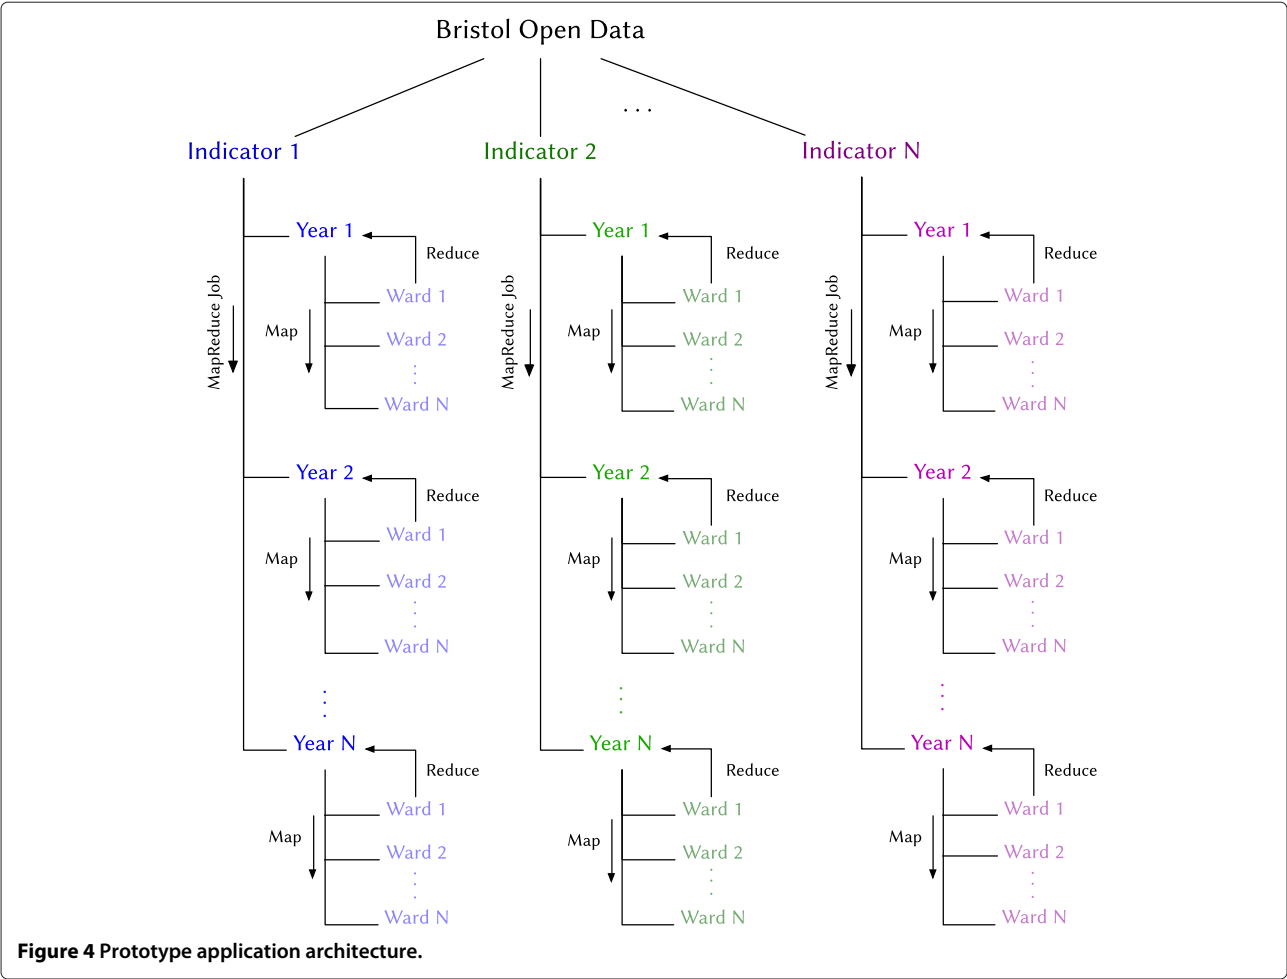 Bristol Open Data
. . .
Indicator 1
Indicator 2
Indicator N
Year 1
Reduce
Ward 1
MapReduce Job
Map
Ward 2
Ward N
Year 2
Reduce
Ward 1
Map
Ward 2
Ward N
Year N
Reduce
Ward 1
Map
Ward 2
Ward N
Year 1
Reduce
Ward 1
MapReduce Job
Map
Ward 2
Ward N
Year 2
Reduce
Ward 1
Map
Ward 2
Ward N
Year N
Reduce
Ward 1
Map
Ward 2
Ward N
Year 1
Reduce
Ward 1
MapReduce Job
Map
Ward 2
Ward N
Year 2
Reduce
Ward 1
Map
Ward 2
Ward N
Year N
Reduce
Ward 1
Map
Ward 2
Ward N
Figure 4 Prototype application architecture.